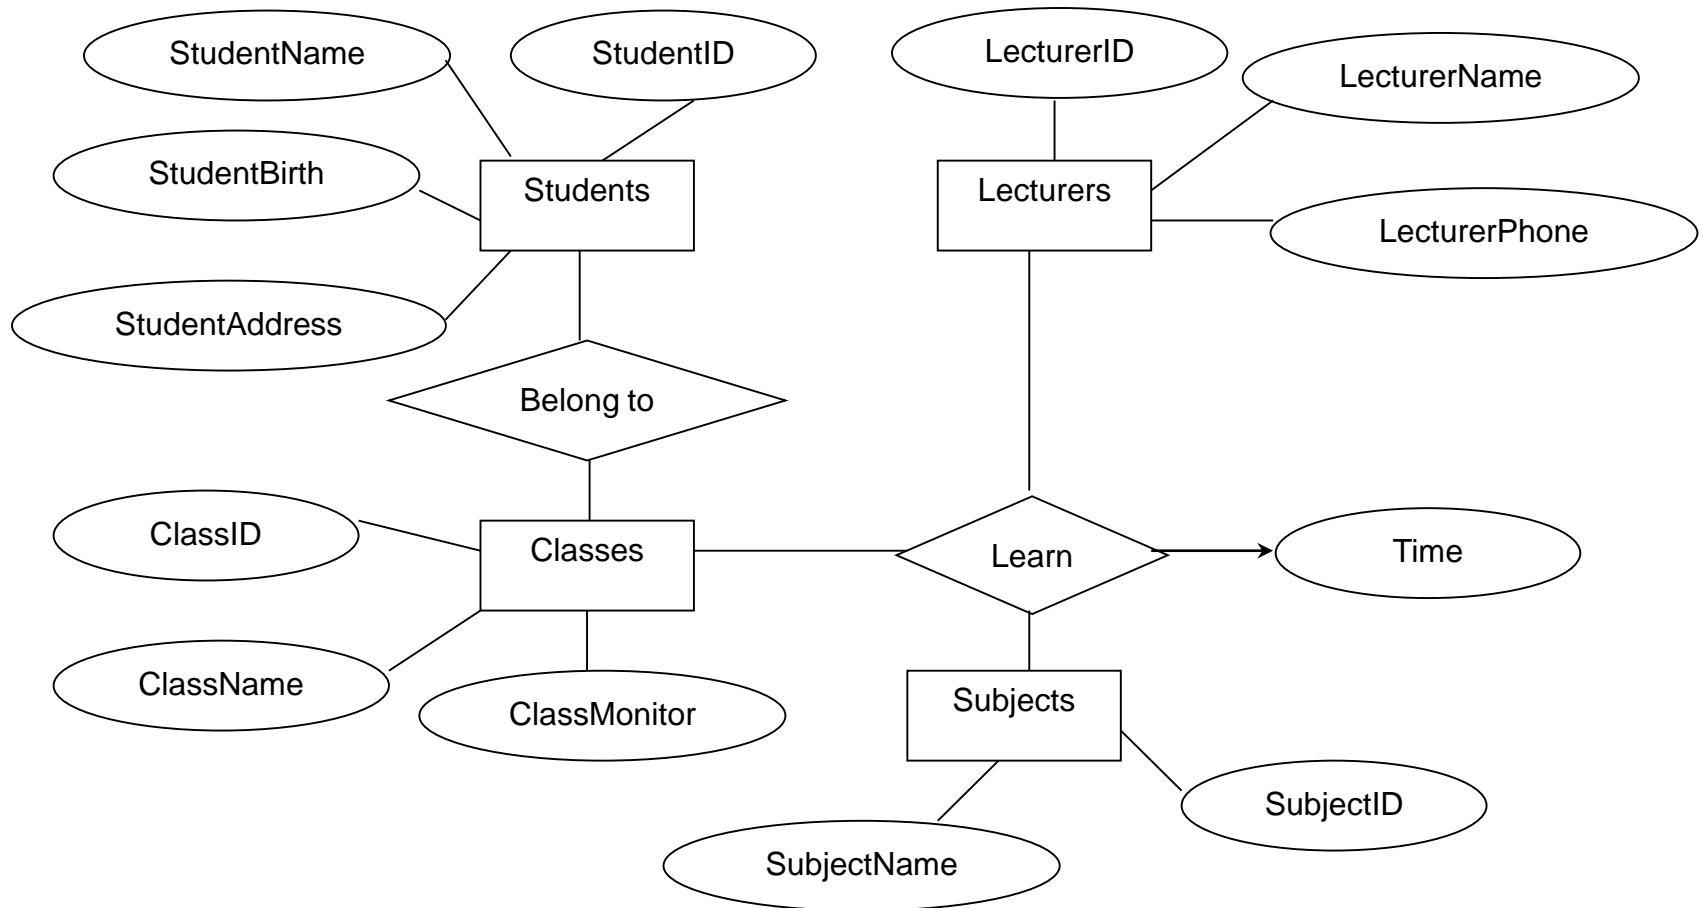 StudentName
StudentID
LecturerID
LecturerName
StudentBirth
Students
Lecturers
LecturerPhone
StudentAddress
Belong to
ClassID
Classes
Learn
Time
ClassName
ClassMonitor
Subjects
SubjectID
SubjectName